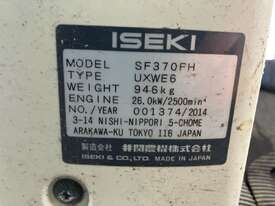 ISEKI
MODEL SF370FH
TYPE UXWE6
WEIGHT 946kg
ENGINE 26.0kW/2500min⁻¹
NO./YEAR 001374/2014
3-14 NISHI-NIPPORI 5-CHOME
ARAKAWA-KU TOKYO 116 JAPAN
製造会社 井関農機株式会社
ISEKI & CO., LTD. MADE IN JAPAN